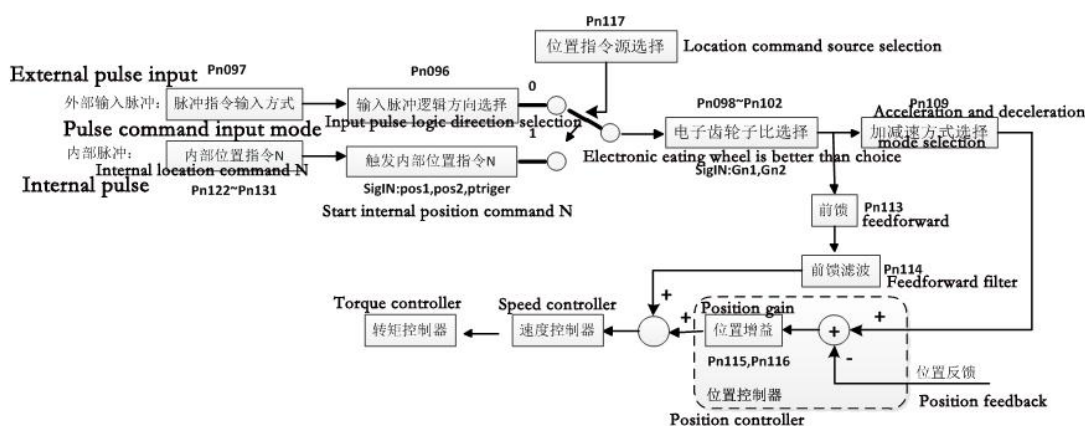 Pn117
位置指令源选择
Location command source selection
External pulse input
Pn097
Pn096
0
外部输入脉冲：
脉冲指令输入方式
输入脉冲逻辑方向选择
Pn098~Pn102
Pn109
Acceleration and deceleration
Pulse command input mode
Input pulse logic direction selection
1
电子齿轮子比选择
加减速方式选择
mode selection
内部脉冲：
内部位置指令N
触发内部位置指令N
Electronic eating wheel is better than choice
Internal location command N
SigIN:Gn1,Gn2
Internal pulse
Pn122~Pn131
SigIN:pos1,pos2,ptriger
Start internal position command N
前馈
Pn113
feedforward
前馈滤波
Pn114
Feedforward filter
Torque controller
Speed controller
+
Position gain
转矩控制器
速度控制器
+
位置增益
+
+
-
Pn115,Pn116
位置反馈
位置控制器
Position feedback
Position controller